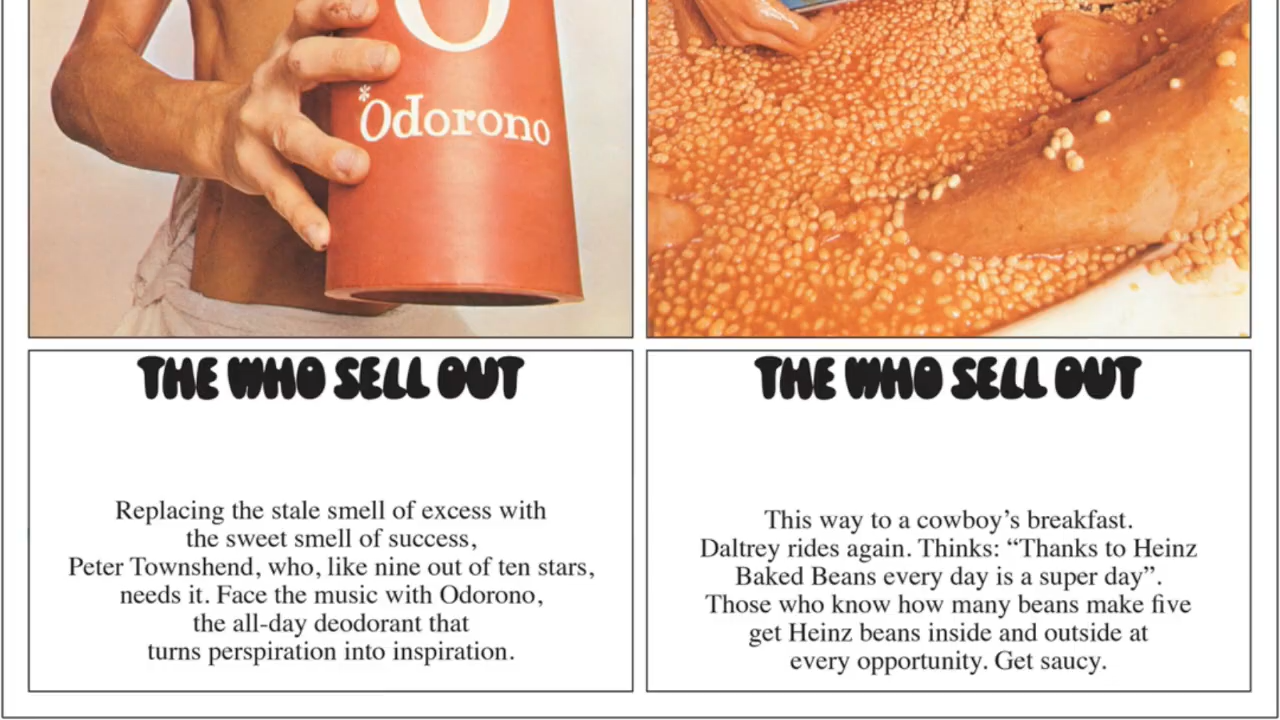 O
*Odorono
THE WHO SELL OUT
Replacing the stale smell of excess with
the sweet smell of success,
Peter Townshend, who, like nine out of ten stars,
needs it. Face the music with Odorono,
the all-day deodorant that
turns perspiration into inspiration.
THE WHO SELL OUT
This way to a cowboy’s breakfast.
Daltrey rides again. Thinks: “Thanks to Heinz
Baked Beans every day is a super day”.
Those who know how many beans make five
get Heinz beans inside and outside at
every opportunity. Get saucy.